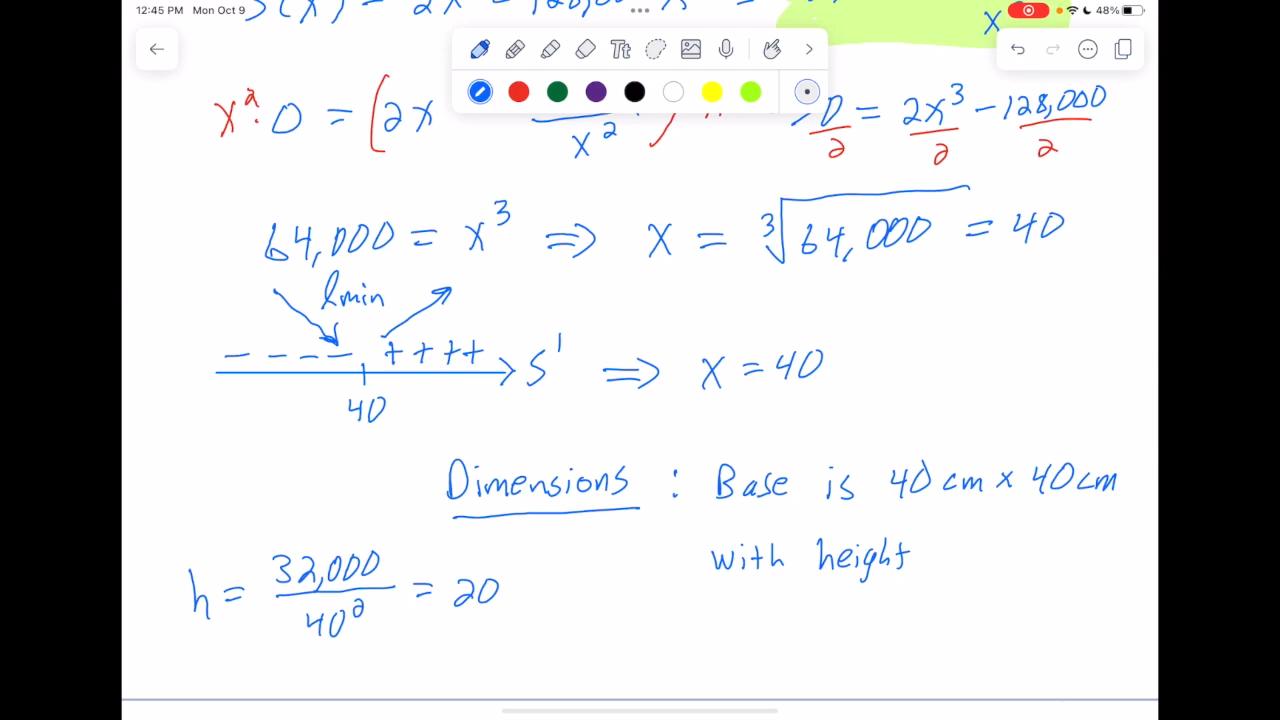 12:45 PM Mon Oct 9 48%
Tt
x
x² · 0 = (2x
x²
0/2 = 2x³/2 - 128,000/2
64,000 = x³ ⇒ x = ∛64,000 = 40
lmin
- - - - + + + + S' ⇒ x = 40
40
Dimensions : Base is 40 cm x 40 cm
with height
h = 32,000/40² = 20